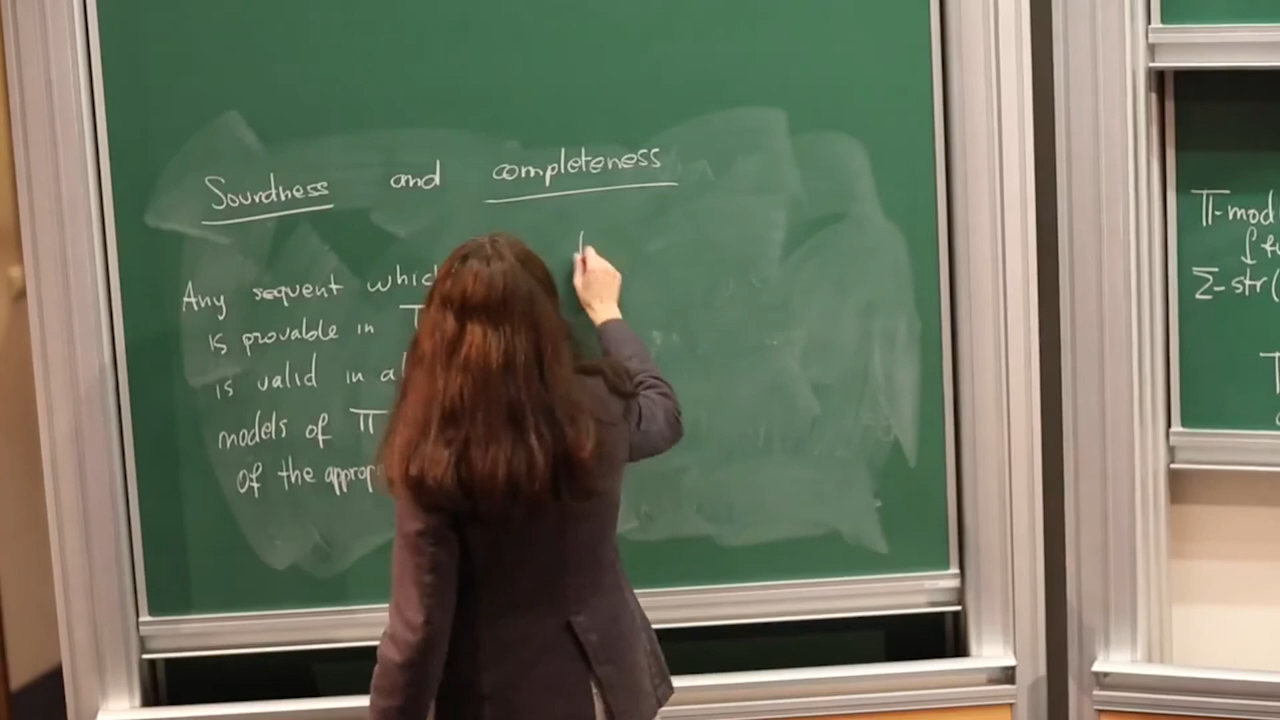 Soundness and completeness
Any sequent which
is provable in T
is valid in al
models of T
of the approp
T-mod
Σ-str(